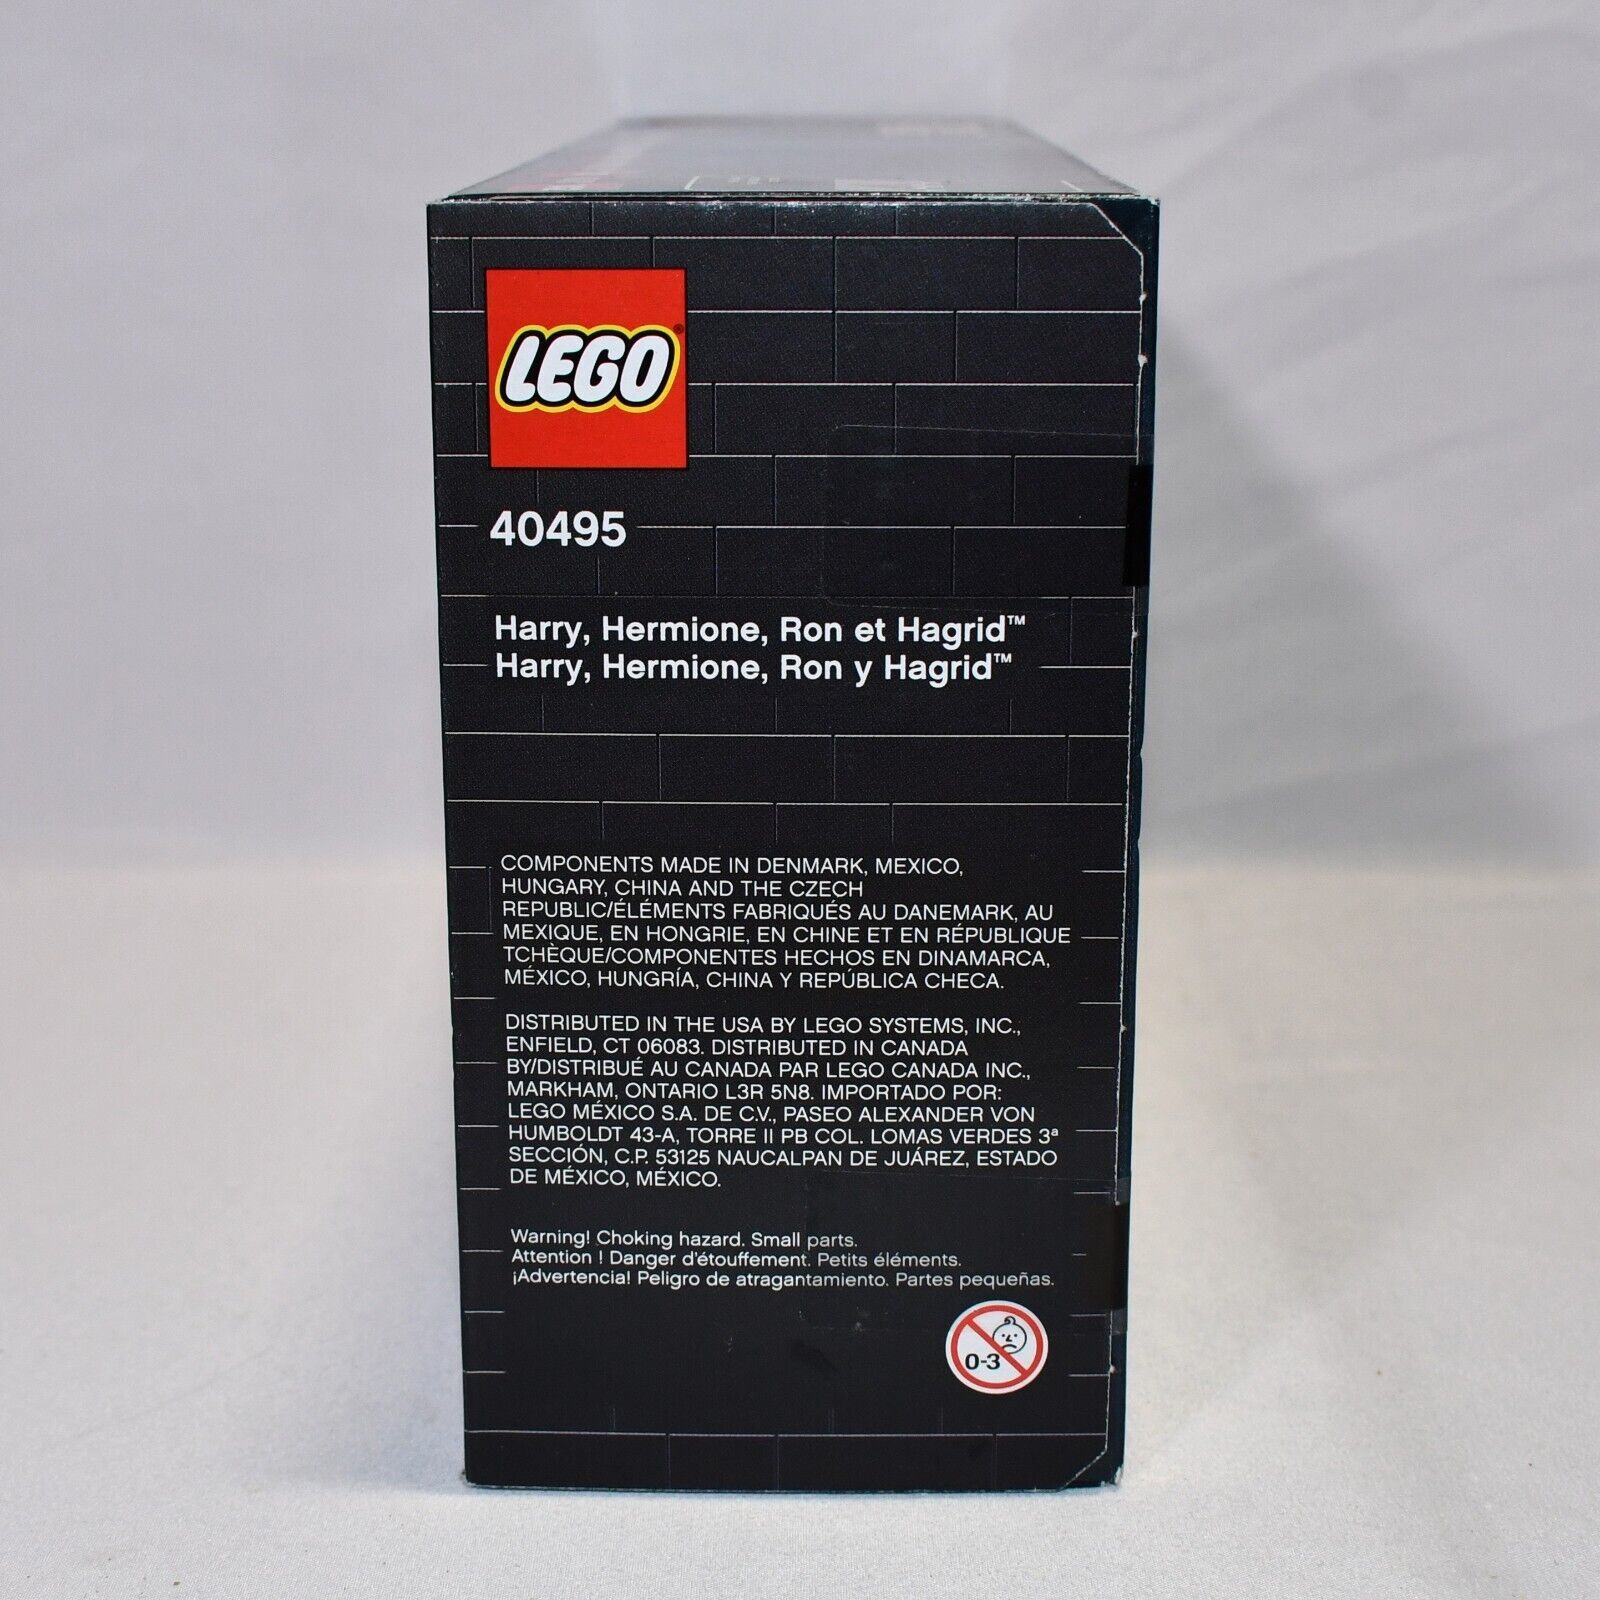 LEGO®
40495
Harry, Hermione, Ron et Hagrid™
Harry, Hermione, Ron y Hagrid™
COMPONENTS MADE IN DENMARK, MEXICO,
HUNGARY, CHINA AND THE CZECH
REPUBLIC/ÉLÉMENTS FABRIQUÉS AU DANEMARK, AU
MEXIQUE, EN HONGRIE, EN CHINE ET EN RÉPUBLIQUE
TCHÈQUE/COMPONENTES HECHOS EN DINAMARCA,
MÉXICO, HUNGRÍA, CHINA Y REPÚBLICA CHECA.
DISTRIBUTED IN THE USA BY LEGO SYSTEMS, INC.,
ENFIELD, CT 06083. DISTRIBUTED IN CANADA
BY/DISTRIBUÉ AU CANADA PAR LEGO CANADA INC.,
MARKHAM, ONTARIO L3R 5N8. IMPORTADO POR:
LEGO MÉXICO S.A. DE C.V., PASEO ALEXANDER VON
HUMBOLDT 43-A, TORRE II PB COL. LOMAS VERDES 3ª
SECCIÓN, C.P. 53125 NAUCALPAN DE JUÁREZ, ESTADO
DE MÉXICO, MÉXICO.
Warning! Choking hazard. Small parts.
Attention ! Danger d'étouffement. Petits éléments.
¡Advertencia! Peligro de atragantamiento. Partes pequeñas.
0-3